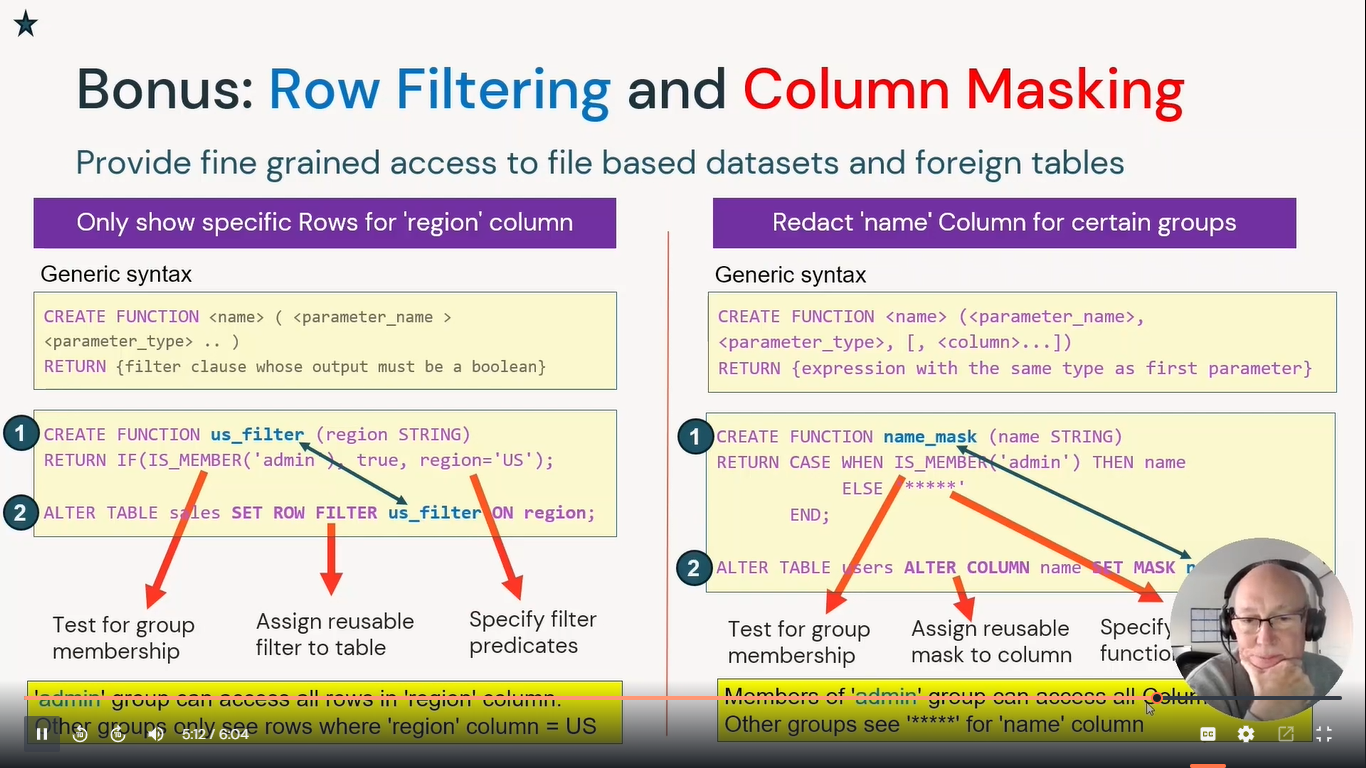 Bonus: Row Filtering and Column Masking
Provide fine grained access to file based datasets and foreign tables
Only show specific Rows for 'region' column
Generic syntax
CREATE FUNCTION <name> ( <parameter_name >
<parameter_type> .. )
RETURN {filter clause whose output must be a boolean}
1
CREATE FUNCTION us_filter (region STRING)
RETURN IF(IS_MEMBER('admin'), true, region='US');
2
ALTER TABLE sales SET ROW FILTER us_filter ON region;
Test for group
membership
Assign reusable
filter to table
Specify filter
predicates
'admin' group can access all rows in 'region' column.
Other groups only see rows where 'region' column = US
Redact 'name' Column for certain groups
Generic syntax
CREATE FUNCTION <name> (<parameter_name>,
<parameter_type>, [, <column>...])
RETURN {expression with the same type as first parameter}
1
CREATE FUNCTION name_mask (name STRING)
RETURN CASE WHEN IS_MEMBER('admin') THEN name
ELSE '*****'
END;
2
ALTER TABLE users ALTER COLUMN name SET MASK
Test for group
membership
Assign reusable
mask to column
Specify
Members of 'admin' group can access all
Other groups see '*****' for 'name' column
10
10
5:12 / 6:04
CC